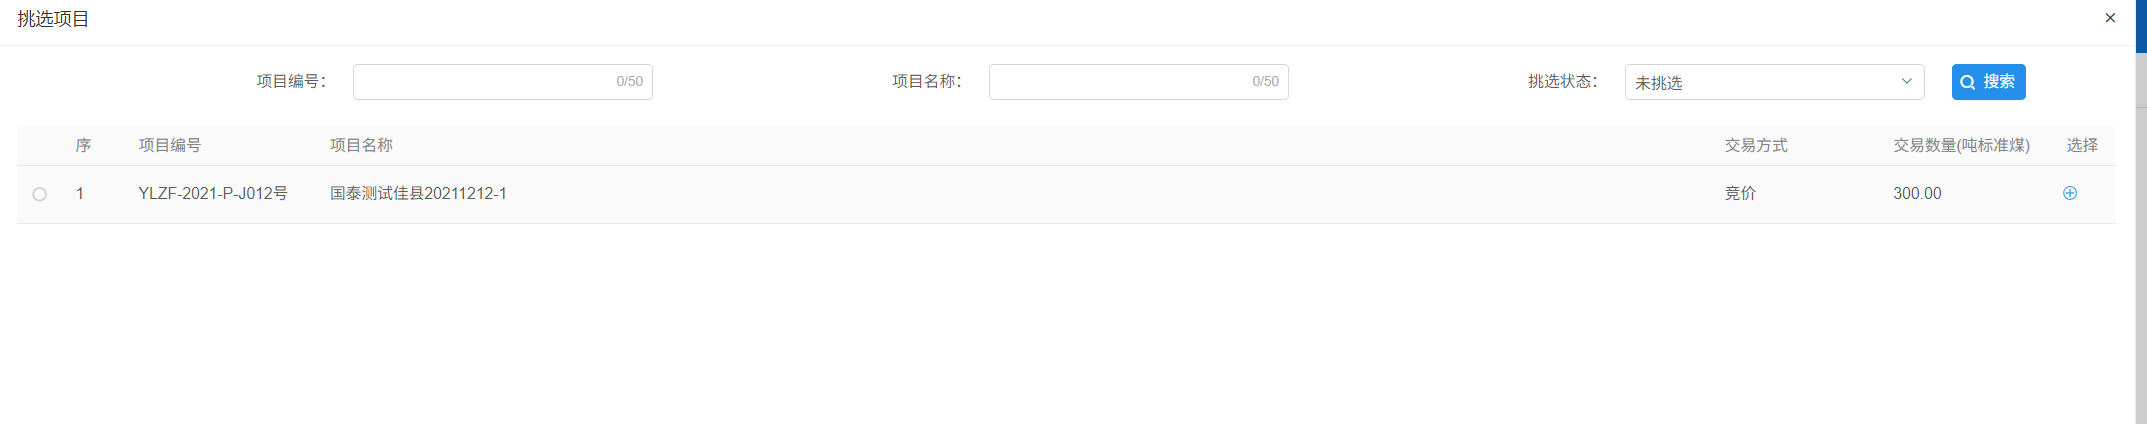 挑选项目
项目编号： 0/50 项目名称： 0/50 挑选状态： 未挑选 搜索
序 项目编号 项目名称 交易方式 交易数量(吨标准煤) 选择
1 YLZF-2021-P-J012号 国泰测试佳县20211212-1 竞价 300.00